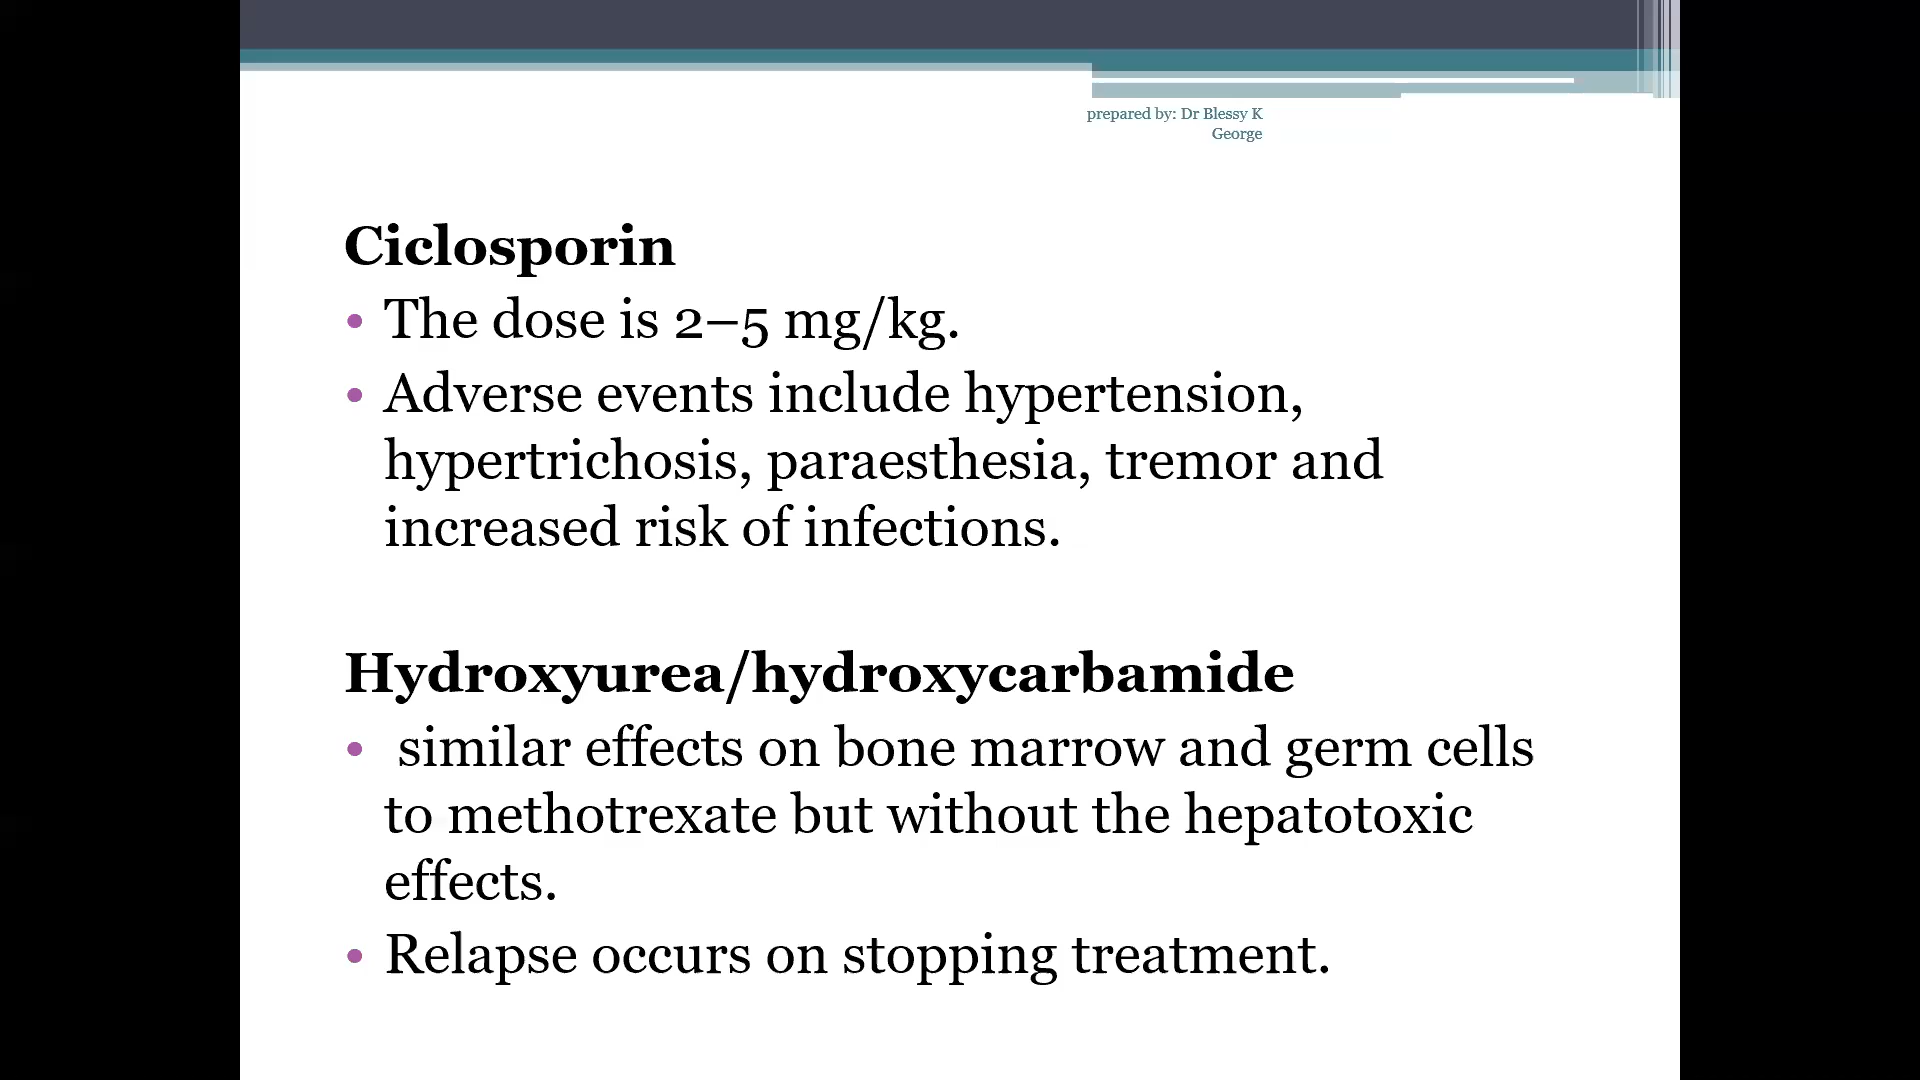 prepared by: Dr Blessy K
George
Ciclosporin
• The dose is 2–5 mg/kg.
• Adverse events include hypertension,
hypertrichosis, paraesthesia, tremor and
increased risk of infections.
Hydroxyurea/hydroxycarbamide
• similar effects on bone marrow and germ cells
to methotrexate but without the hepatotoxic
effects.
• Relapse occurs on stopping treatment.